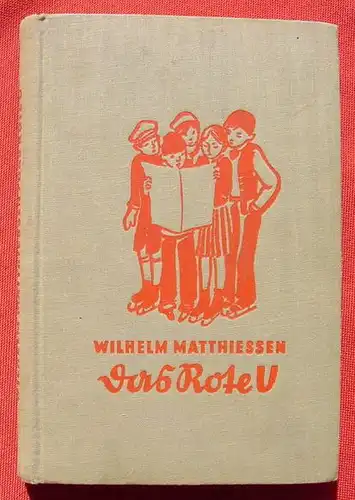 WILHELM MATTHIESSEN
Das Rote U